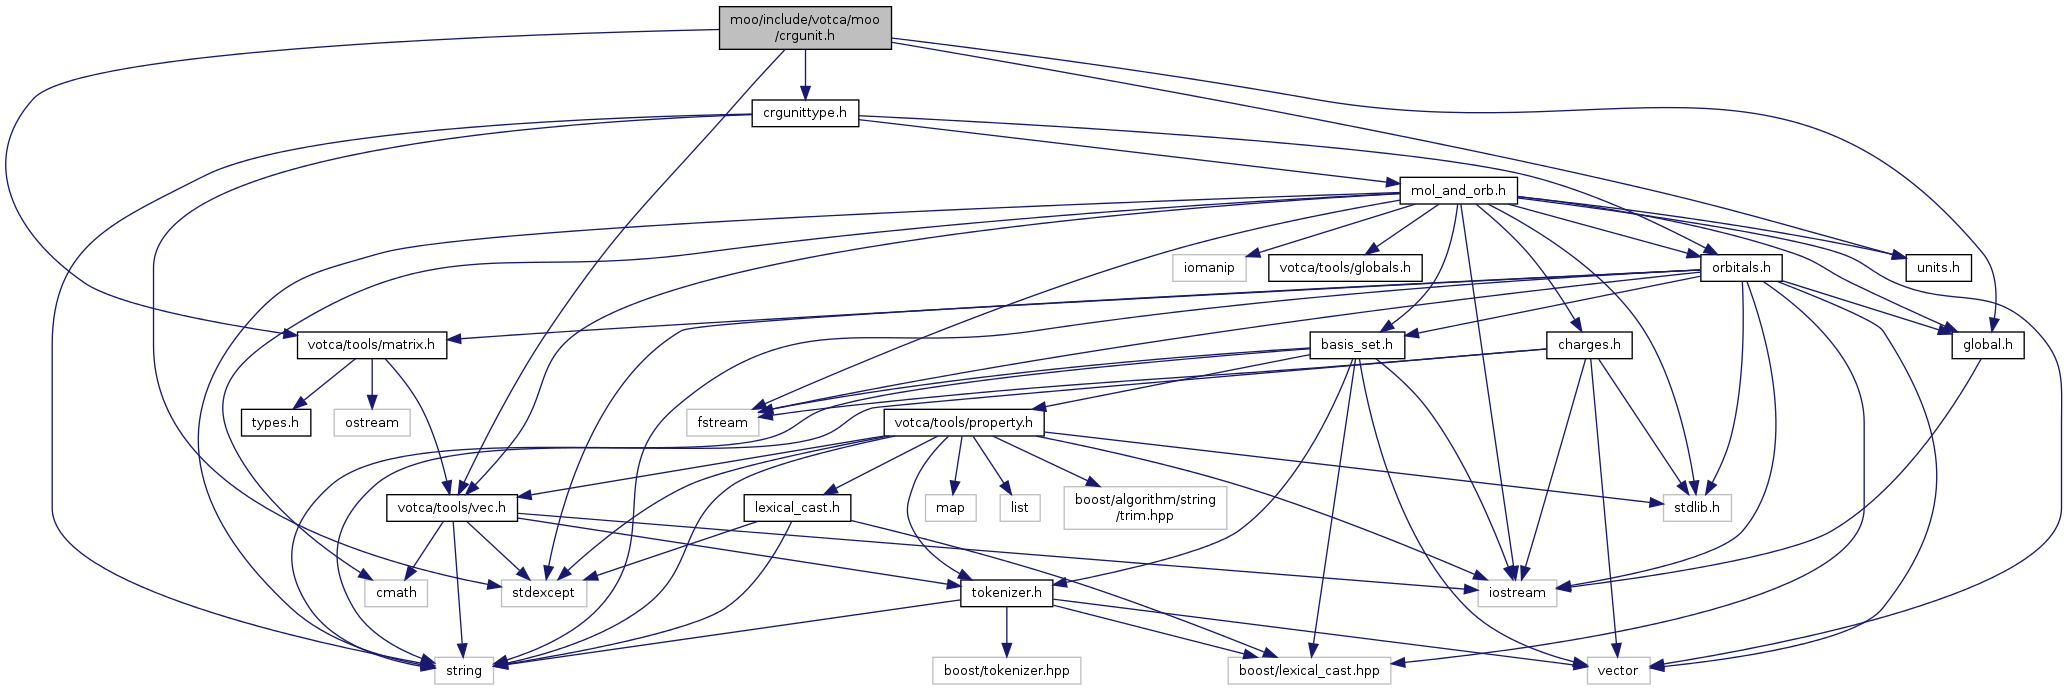 moo/include/votca/moo
/crgunit.h
crgunittype.h
mol_and_orb.h
iomanip
votca/tools/globals.h
orbitals.h
units.h
votca/tools/matrix.h
basis_set.h
charges.h
global.h
types.h
ostream
fstream
votca/tools/property.h
votca/tools/vec.h
lexical_cast.h
map
list
boost/algorithm/string
/trim.hpp
stdlib.h
cmath
stdexcept
tokenizer.h
iostream
string
boost/tokenizer.hpp
boost/lexical_cast.hpp
vector